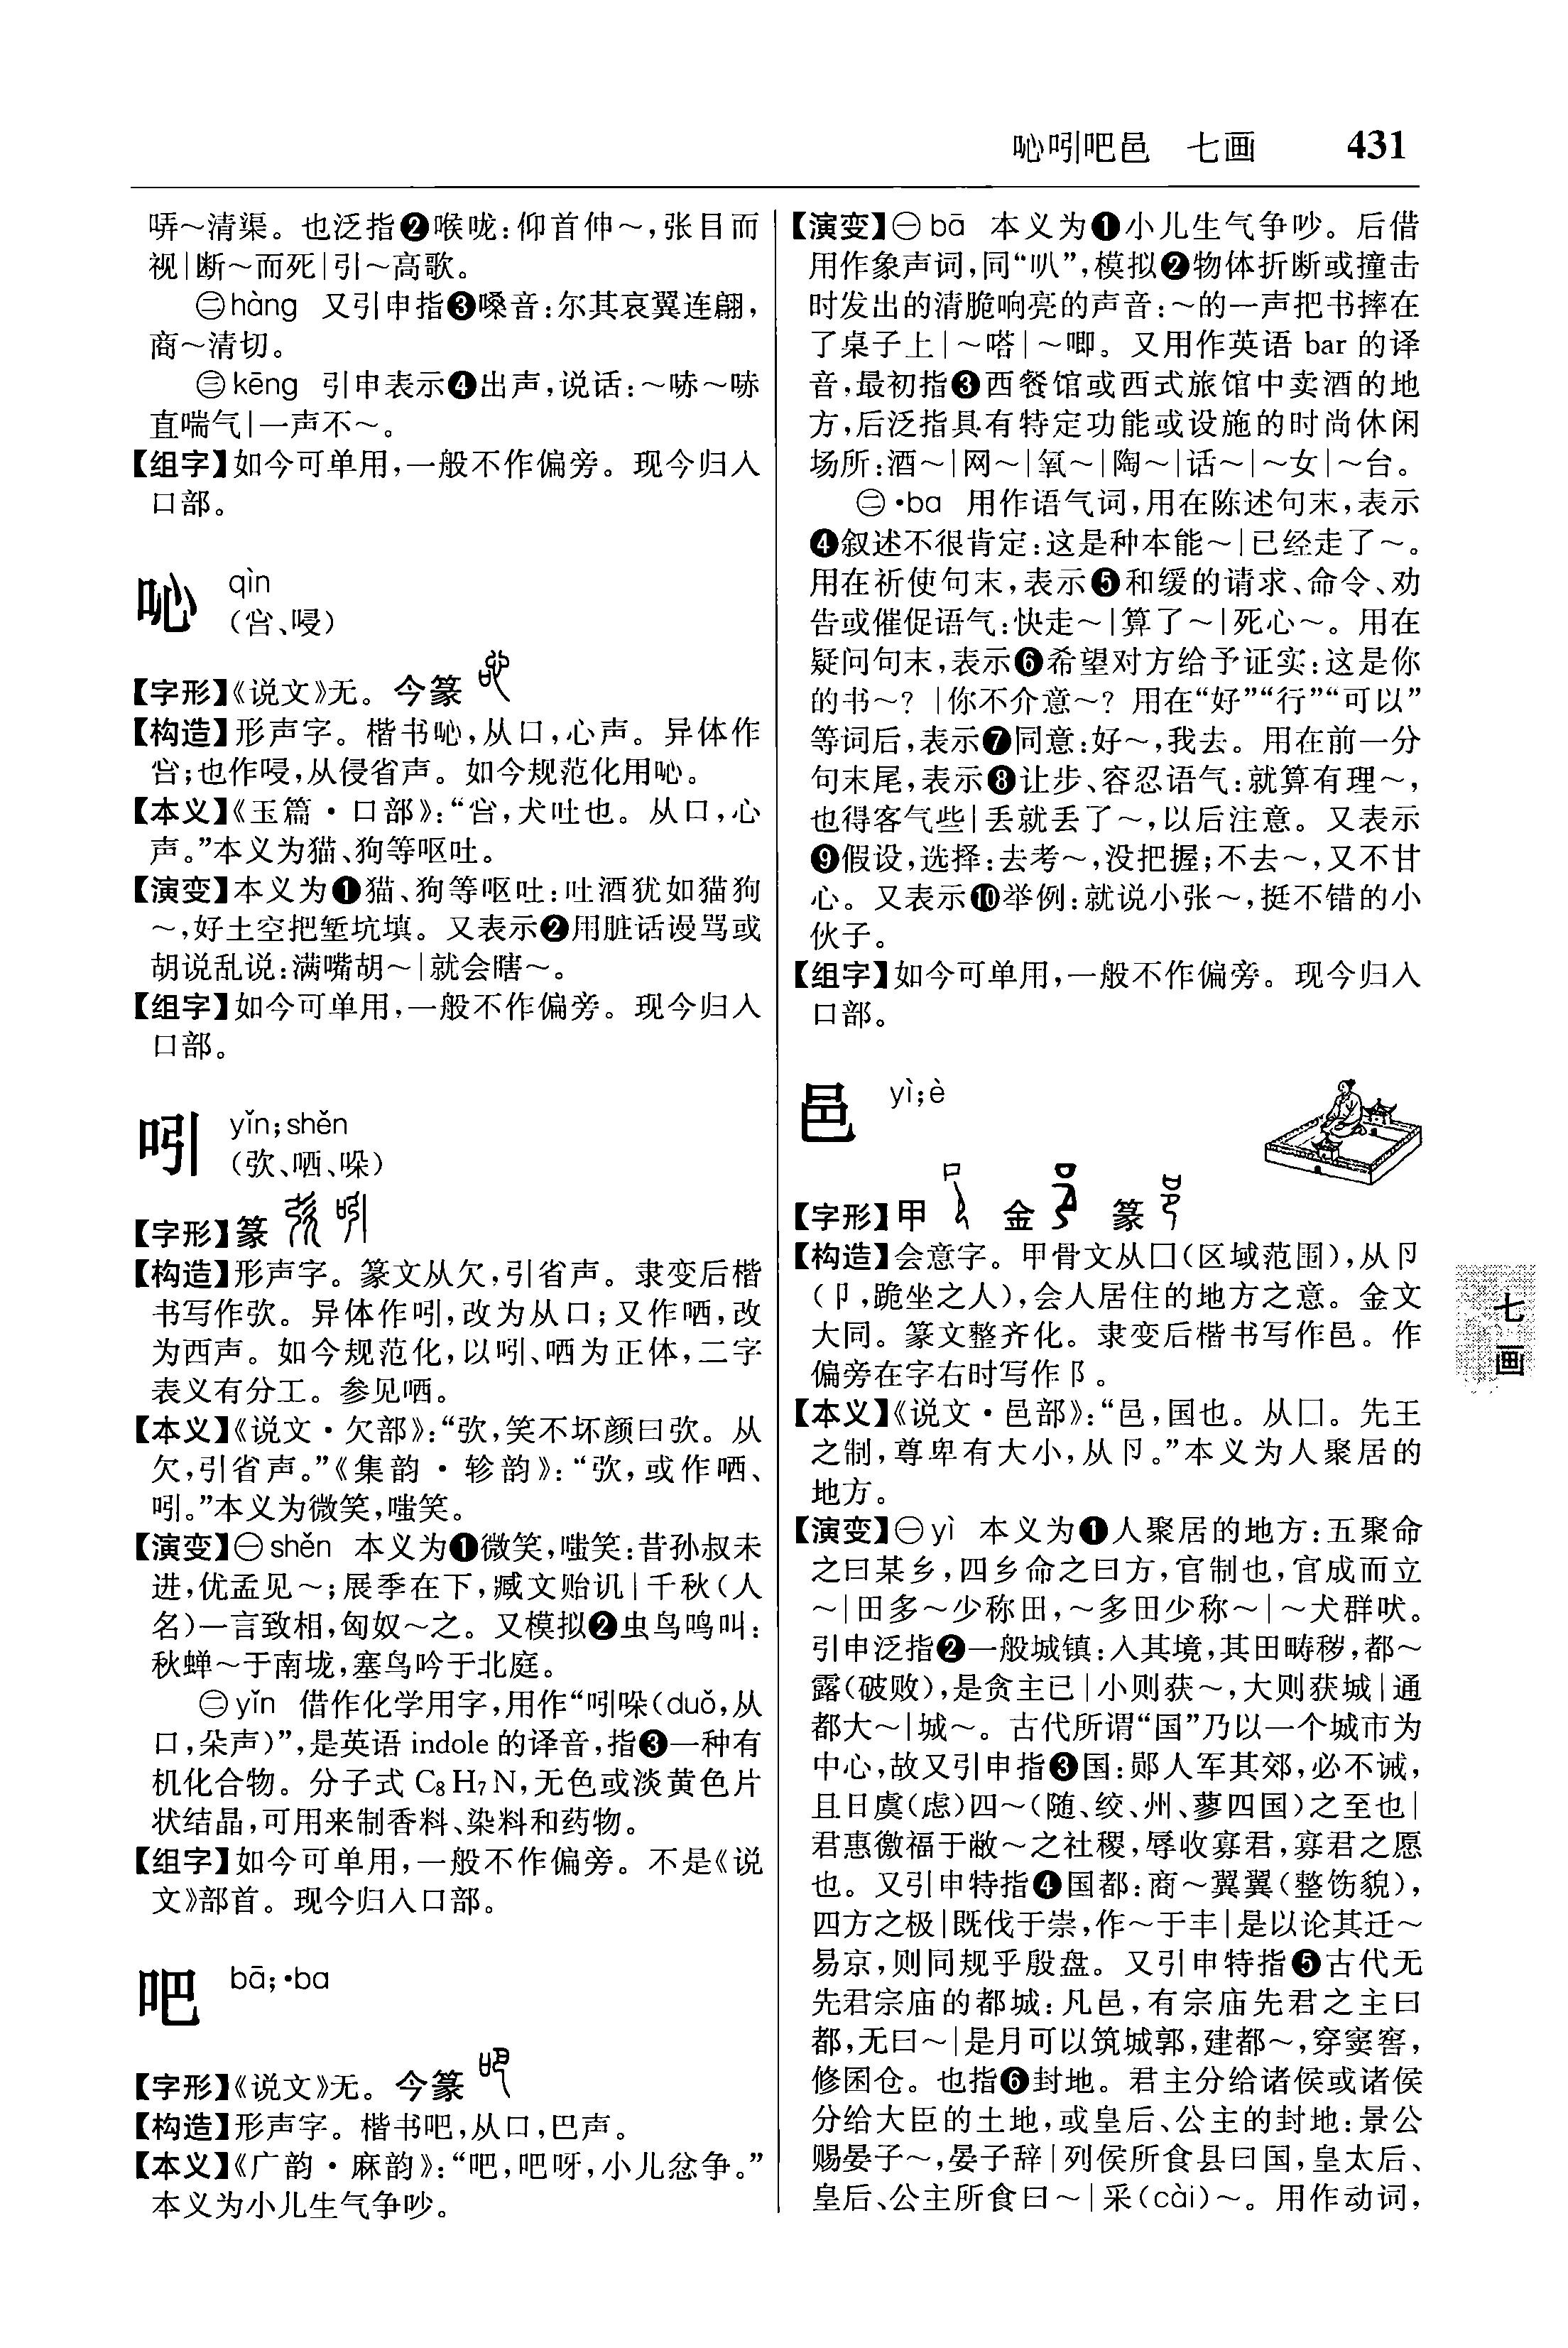 吣吲吧邑 七画 431
哢～清渠。也泛指❷喉咙:仰首伸～,张目而
视|断～而死|引～高歌。
㊁hàng 又引申指❸嗓音:尔其哀翼连翩,
商～清切。
㊂kēng 引申表示❹出声,说话:～哧～哧
直喘气|一声不～。
【组字】如今可单用,一般不作偏旁。现今归入
口部。
吣 qìn
(㕂、唚)
【字形】《说文》无。今篆
【构造】形声字。楷书吣,从口,心声。异体作
㕂;也作唚,从侵省声。如今规范化用吣。
【本义】《玉篇·口部》:“㕂,犬吐也。从口,心
声。”本义为猫、狗等呕吐。
【演变】本义为❶猫、狗等呕吐:吐酒犹如猫狗
～,好土空把堑坑填。又表示❷用脏话谩骂或
胡说乱说:满嘴胡～|就会瞎～。
【组字】如今可单用,一般不作偏旁。现今归入
口部。
吲 yǐn;shěn
(弞、哂、哚)
【字形】篆
【构造】形声字。篆文从欠,引省声。隶变后楷
书写作弞。异体作吲,改为从口;又作哂,改
为西声。如今规范化,以吲、哂为正体,二字
表义有分工。参见哂。
【本义】《说文·欠部》:“弞,笑不坏颜曰弞。从
欠,引省声。”《集韵·轸韵》:“弞,或作哂、
吲。”本义为微笑,嗤笑。
【演变】㊀shěn 本义为❶微笑,嗤笑:昔孙叔未
进,优孟见～;展季在下,臧文贻讥|千秋(人
名)一言致相,匈奴～之。又模拟❷虫鸟鸣叫:
秋蝉～于南垅,塞鸟吟于北庭。
㊁yǐn 借作化学用字,用作“吲哚(duǒ,从
口,朵声)”,是英语 indole 的译音,指❸一种有
机化合物。分子式 C₈H₇N,无色或淡黄色片
状结晶,可用来制香料、染料和药物。
【组字】如今可单用,一般不作偏旁。不是《说
文》部首。现今归入口部。
吧 bā;·ba
【字形】《说文》无。今篆
【构造】形声字。楷书吧,从口,巴声。
【本义】《广韵·麻韵》:“吧,吧呀,小儿忿争。”
本义为小儿生气争吵。
【演变】㊀bā 本义为❶小儿生气争吵。后借
用作象声词,同“叭”,模拟❷物体折断或撞击
时发出的清脆响亮的声音:～的一声把书摔在
了桌子上|～嗒|～唧。又用作英语 bar 的译
音,最初指❸西餐馆或西式旅馆中卖酒的地
方,后泛指具有特定功能或设施的时尚休闲
场所:酒～|网～|氧～|陶～|话～|～女|～台。
㊁·ba 用作语气词,用在陈述句末,表示
❹叙述不很肯定:这是种本能～|已经走了～。
用在祈使句末,表示❺和缓的请求、命令、劝
告或催促语气:快走～|算了～|死心～。用在
疑问句末,表示❻希望对方给予证实:这是你
的书～?|你不介意～?用在“好”“行”“可以”
等词后,表示❼同意:好～,我去。用在前一分
句末尾,表示❽让步、容忍语气:就算有理～,
也得客气些|丢就丢了～,以后注意。又表示
❾假设,选择:去考～,没把握;不去～,又不甘
心。又表示❿举例:就说小张～,挺不错的小
伙子。
【组字】如今可单用,一般不作偏旁。现今归入
口部。
邑 yì;è
【字形】甲 金 篆
【构造】会意字。甲骨文从囗(区域范围),从卪
(卩,跪坐之人),会人居住的地方之意。金文
大同。篆文整齐化。隶变后楷书写作邑。作
偏旁在字右时写作阝。
【本义】《说文·邑部》:“邑,国也。从囗。先王
之制,尊卑有大小,从卪。”本义为人聚居的
地方。
【演变】㊀yì 本义为❶人聚居的地方:五聚命
之曰某乡,四乡命之曰方,官制也,官成而立
～|田多～少称田,～多田少称～|～犬群吠。
引申泛指❷一般城镇:入其境,其田畴秽,都～
露(破败),是贪主已|小则获～,大则获城|通
都大～|城～。古代所谓“国”乃以一个城市为
中心,故又引申指❸国:郧人军其郊,必不诫,
且日虞(虑)四～(随、绞、州、蓼四国)之至也|
君惠徼福于敝～之社稷,辱收寡君,寡君之愿
也。又引申特指❹国都:商～翼翼(整饬貌),
四方之极|既伐于崇,作～于丰|是以论其迁～
易京,则同规乎殷盘。又引申特指❺古代无
先君宗庙的都城:凡邑,有宗庙先君之主曰
都,无曰～|是月可以筑城郭,建都～,穿窦窖,
修囷仓。也指❻封地。君主分给诸侯或诸侯
分给大臣的土地,或皇后、公主的封地:景公
赐晏子～,晏子辞|列侯所食县曰国,皇太后、
皇后、公主所食曰～|采(cài)～。用作动词,
七
画